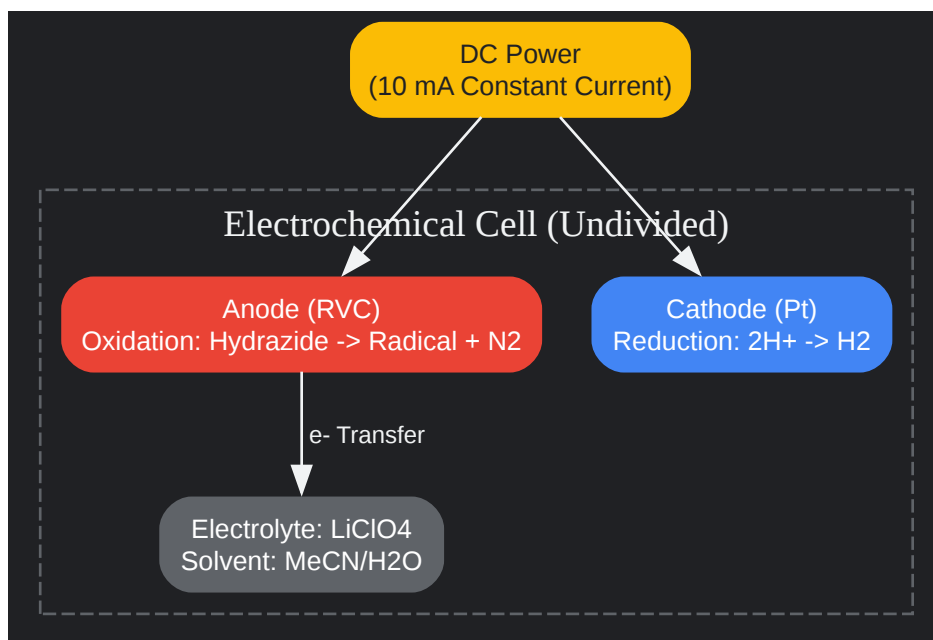 DC Power
(10 mA Constant Current)
Electrochemical Cell (Undivided)
Anode (RVC)
Oxidation: Hydrazide -> Radical + N2
Cathode (Pt)
Reduction: 2H+ -> H2
e- Transfer
Electrolyte: LiClO4
Solvent: MeCN/H2O